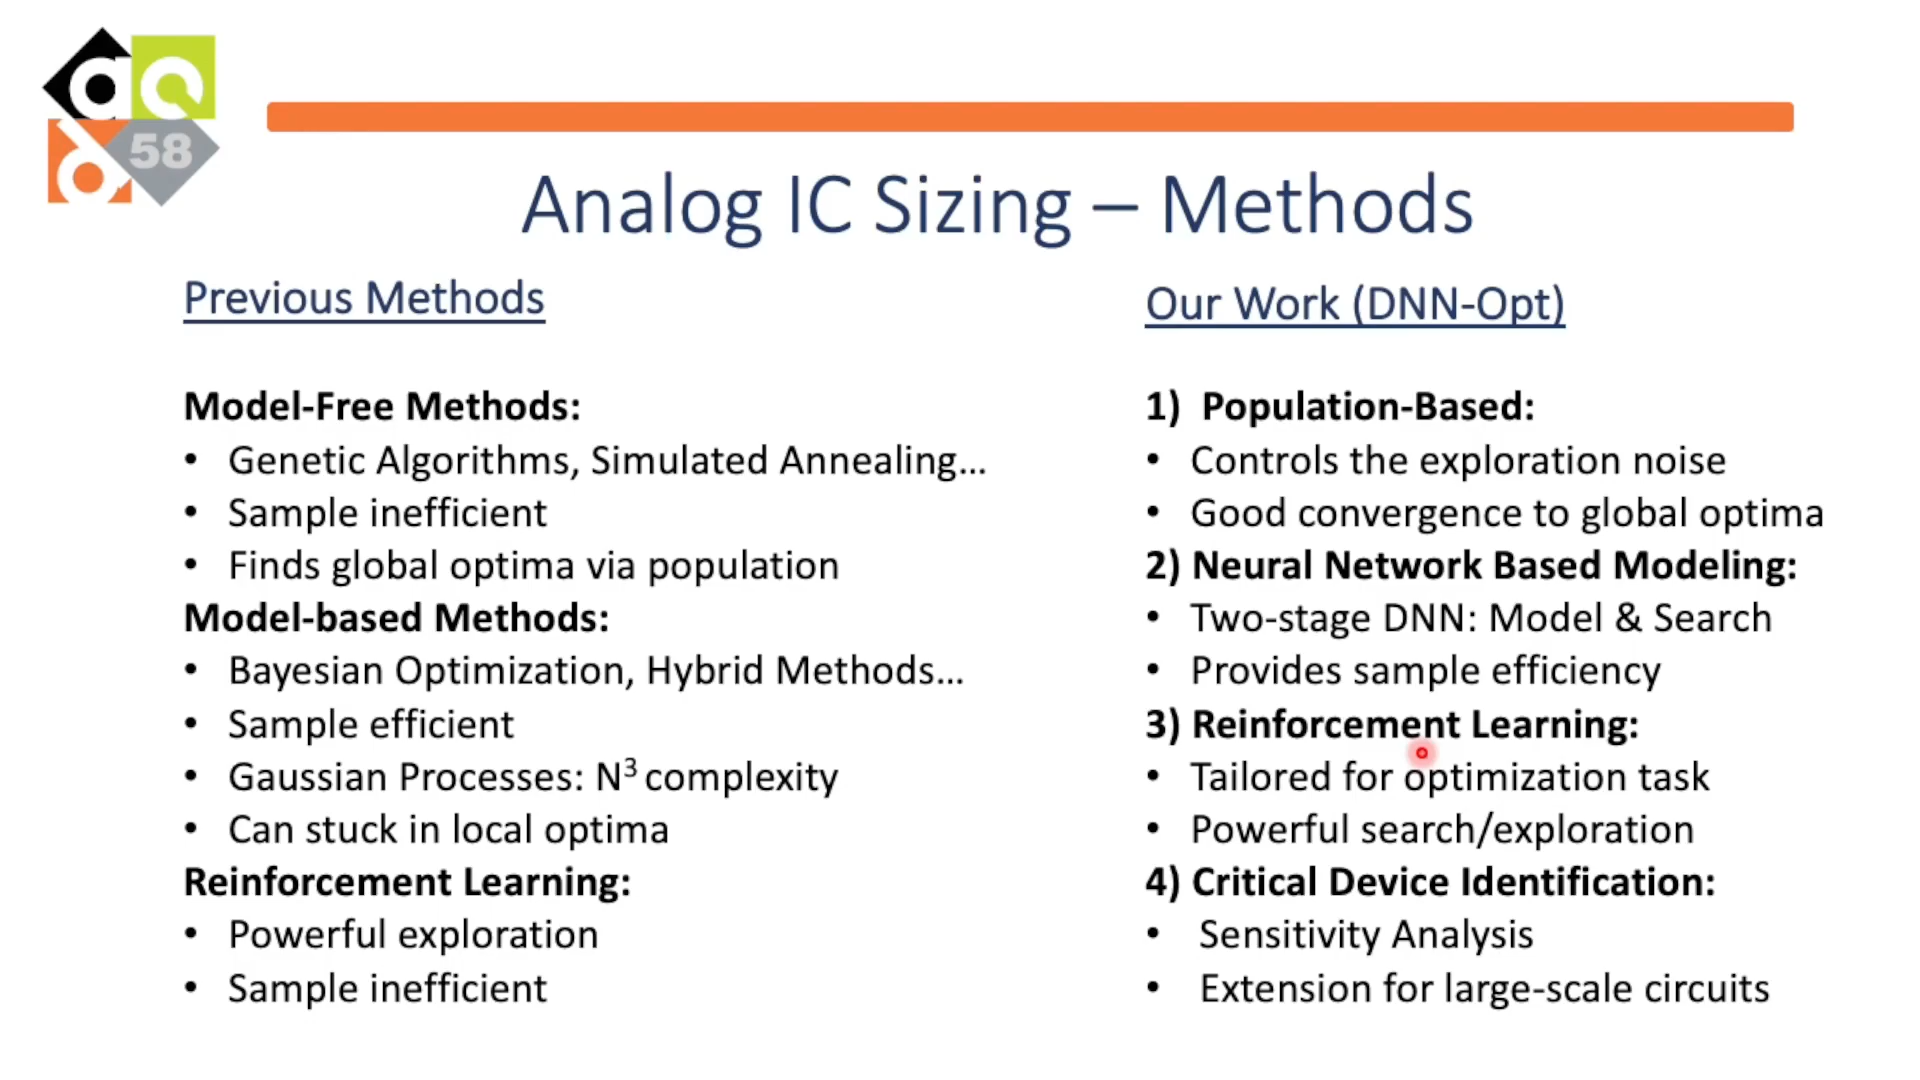 dac
58
Analog IC Sizing – Methods
Previous Methods
Model-Free Methods:
• Genetic Algorithms, Simulated Annealing...
• Sample inefficient
• Finds global optima via population
Model-based Methods:
• Bayesian Optimization, Hybrid Methods...
• Sample efficient
• Gaussian Processes: N³ complexity
• Can stuck in local optima
Reinforcement Learning:
• Powerful exploration
• Sample inefficient
Our Work (DNN-Opt)
1) Population-Based:
• Controls the exploration noise
• Good convergence to global optima
2) Neural Network Based Modeling:
• Two-stage DNN: Model & Search
• Provides sample efficiency
3) Reinforcement Learning:
• Tailored for optimization task
• Powerful search/exploration
4) Critical Device Identification:
• Sensitivity Analysis
• Extension for large-scale circuits